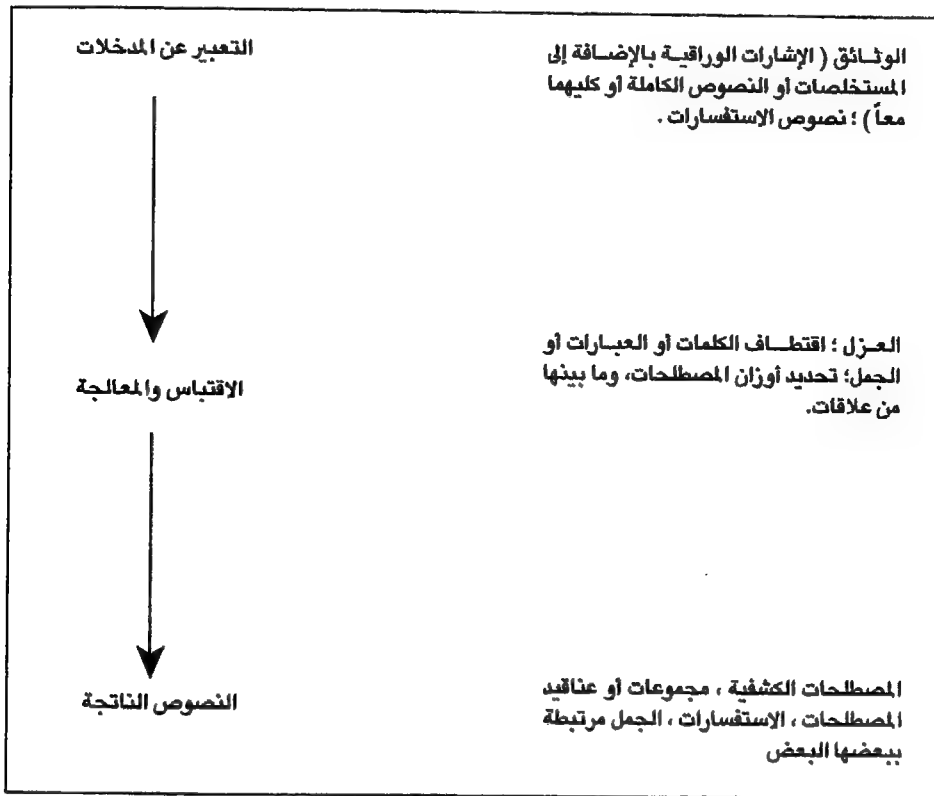 الوثائق ( الإشارات الوراقية بالإضافة إلى
المستخلصات أو النصوص الكاملة أو كليهما
معاً ) ؛ نصوص الاستفسارات .
التعبير عن المدخلات
العزل ؛ اقتطاف الكلمات أو العبارات أو
الجمل؛ تحديد أوزان المصطلحات، وما بينها
من علاقات.
الاقتباس والمعالجة
المصطلحات الكشفية ، مجموعات أو عناقيد
المصطلحات ، الاستفسارات ، الجمل مرتبطة
ببعضها البعض
النصوص الناتجة